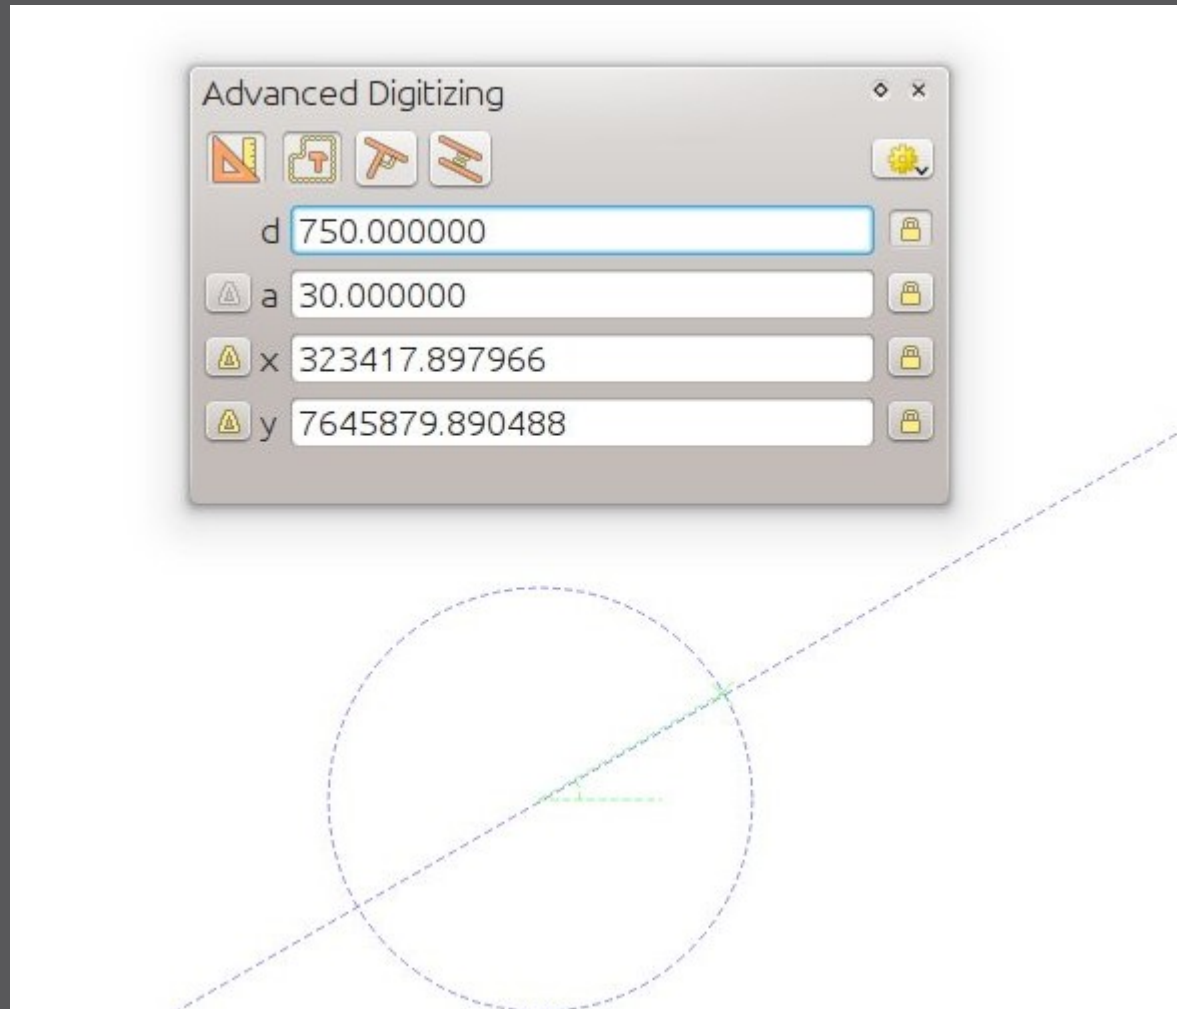 Advanced Digitizing
d 750.000000
a 30.000000
x 323417.897966
y 7645879.890488